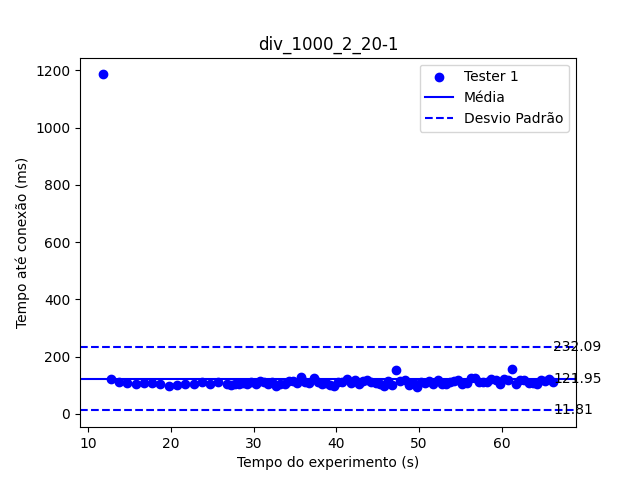 div_1000_2_20-1
Tester 1
Média
Desvio Padrão
1200
1000
800
600
400
200
0
Tempo até conexão (ms)
232.09
121.95
11.81
10
20
30
40
50
60
Tempo do experimento (s)